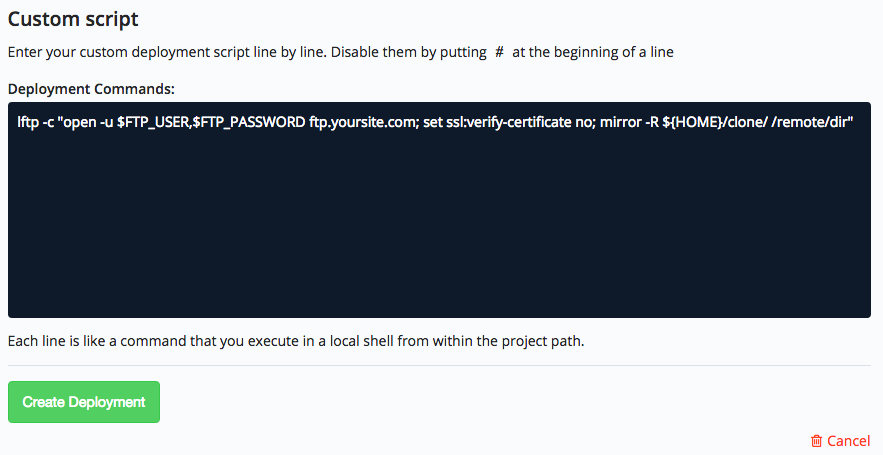 Custom script
Enter your custom deployment script line by line. Disable them by putting # at the beginning of a line
Deployment Commands:
lftp -c "open -u $FTP_USER,$FTP_PASSWORD ftp.yoursite.com; set ssl:verify-certificate no; mirror -R ${HOME}/clone/ /remote/dir"
Each line is like a command that you execute in a local shell from within the project path.
Create Deployment
Cancel